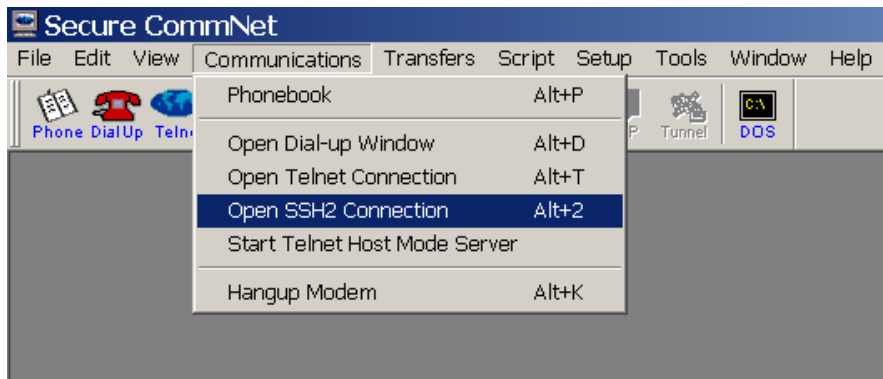 Secure CommNet
File Edit View Communications Transfers Script Setup Tools Window Help
Phone DialUp Tunnel DOS
C:\
Phonebook Alt+P
Open Dial-up Window Alt+D
Open Telnet Connection Alt+T
Open SSH2 Connection Alt+2
Start Telnet Host Mode Server
Hangup Modem Alt+K